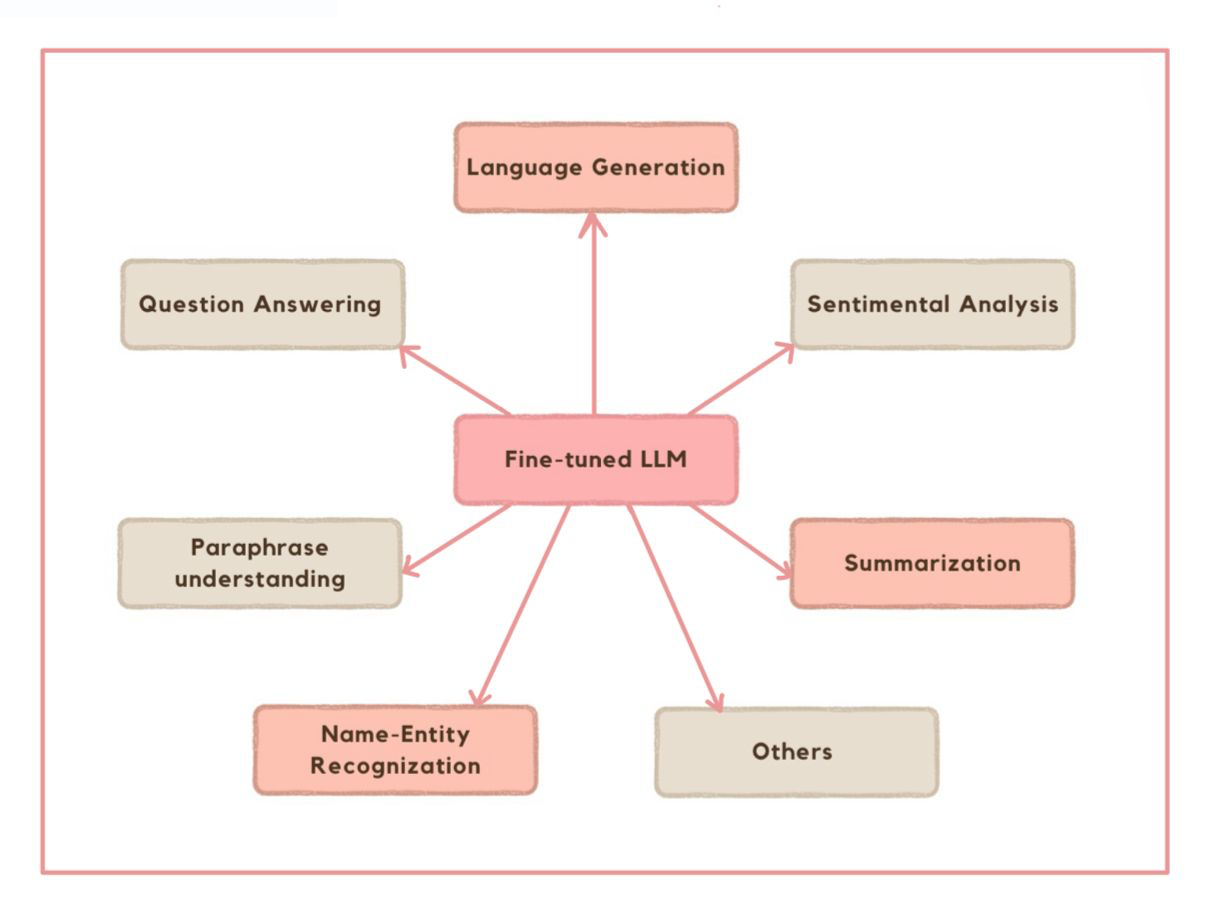 Language Generation
Question Answering
Sentimental Analysis
Fine-tuned LLM
Paraphrase
understanding
Summarization
Name-Entity
Recognization
Others